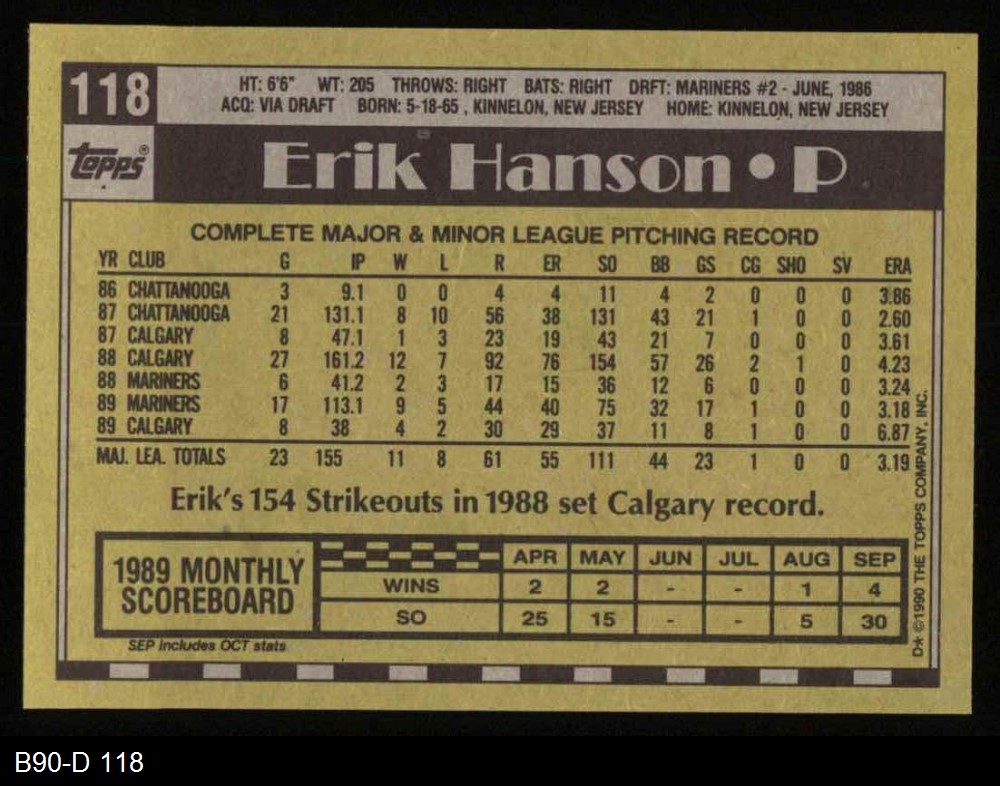 118
HT: 6'6" WT: 205 THROWS: RIGHT BATS: RIGHT DRFT: MARINERS #2 - JUNE, 1986
ACQ: VIA DRAFT BORN: 5-18-65 , KINNELON, NEW JERSEY HOME: KINNELON, NEW JERSEY
topps®
Erik Hanson • P
COMPLETE MAJOR & MINOR LEAGUE PITCHING RECORD
YR CLUB G IP W L R ER SO BB GS CG SHO SV ERA
86 CHATTANOOGA 3 9.1 0 0 4 4 11 4 2 0 0 0 3.86
87 CHATTANOOGA 21 131.1 8 10 56 38 131 43 21 1 0 0 2.60
87 CALGARY 8 47.1 1 3 23 19 43 21 7 0 0 0 3.61
88 CALGARY 27 161.2 12 7 92 76 154 57 26 2 1 0 4.23
88 MARINERS 6 41.2 2 3 17 15 36 12 6 0 0 0 3.24
89 MARINERS 17 113.1 9 5 44 40 75 32 17 1 0 0 3.18
89 CALGARY 8 38 4 2 30 29 37 11 8 1 0 0 6.87
MAJ. LEA. TOTALS 23 155 11 8 61 55 111 44 23 1 0 0 3.19
Erik's 154 Strikeouts in 1988 set Calgary record.
1989 MONTHLY SCOREBOARD
APR MAY JUN JUL AUG SEP
WINS 2 2 - - 1 4
SO 25 15 - - 5 30
SEP includes OCT stats
D* ©1990 THE TOPPS COMPANY, INC.
B90-D 118